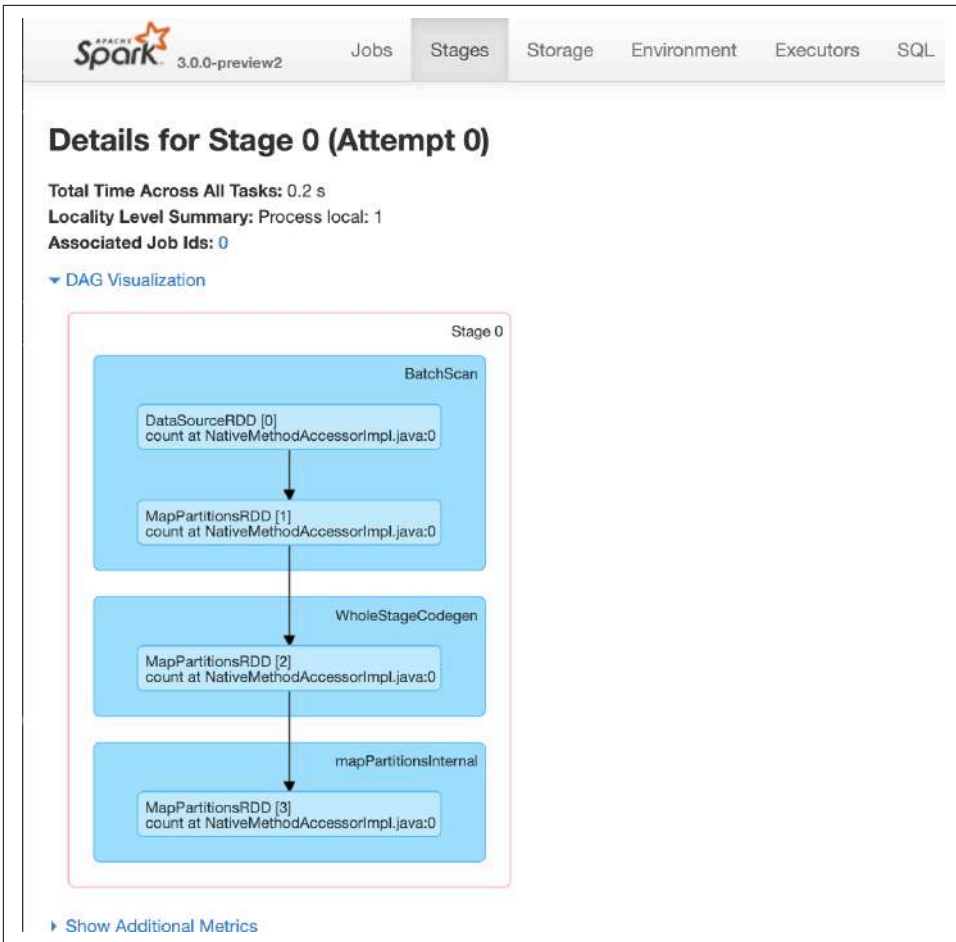 APACHE
Spark 3.0.0-preview2 Jobs Stages Storage Environment Executors SQL
Details for Stage 0 (Attempt 0)
Total Time Across All Tasks: 0.2 s
Locality Level Summary: Process local: 1
Associated Job Ids: 0
DAG Visualization
Stage 0
BatchScan
DataSourceRDD [0]
count at NativeMethodAccessorImpl.java:0
MapPartitionsRDD [1]
count at NativeMethodAccessorImpl.java:0
WholeStageCodegen
MapPartitionsRDD [2]
count at NativeMethodAccessorImpl.java:0
mapPartitionsInternal
MapPartitionsRDD [3]
count at NativeMethodAccessorImpl.java:0
Show Additional Metrics